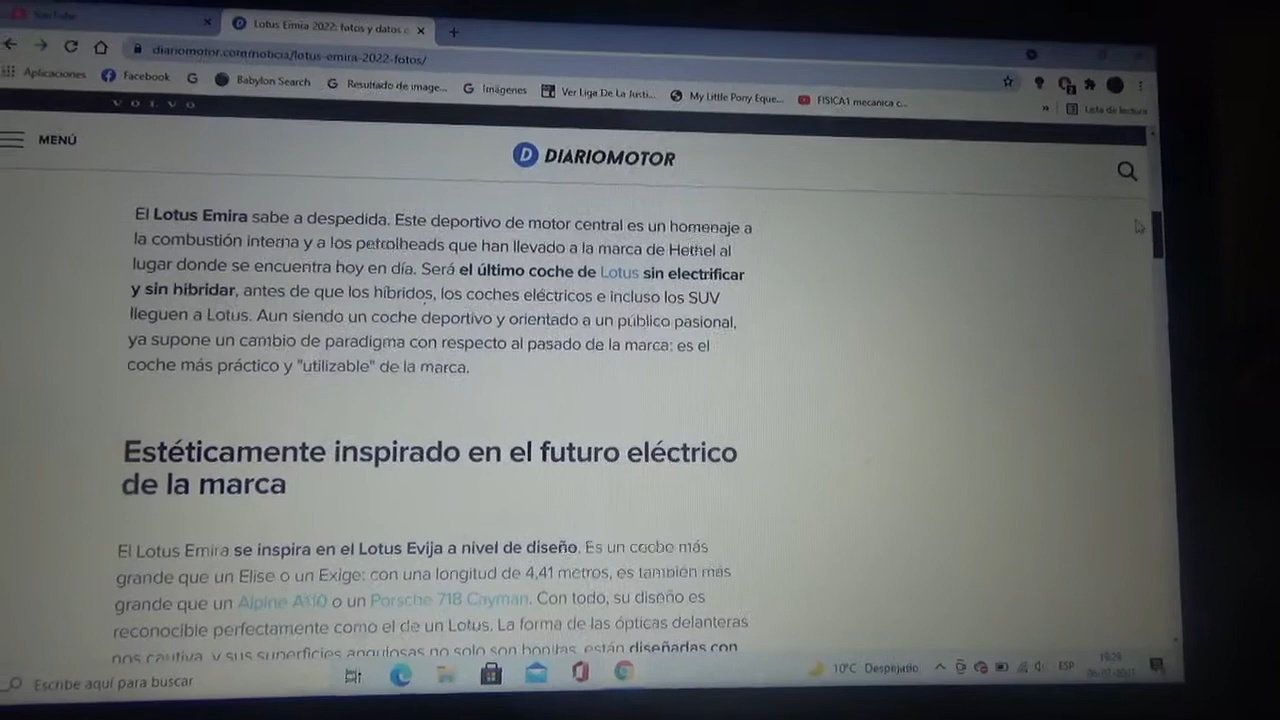 YouTube
Lotus Emira 2022: fotos y datos
diariomotor.com/noticia/lotus-emira-2022-fotos/
Aplicaciones Facebook G Babylon Search G Resultado de image... G Imágenes Ver Liga De La Justi... My Little Pony Eque... FISICA1 mecanica c...
VOLVO
» Lista de lectura
MENÚ D DIARIOMOTOR
El Lotus Emira sabe a despedida. Este deportivo de motor central es un homenaje a
la combustión interna y a los petrolheads que han llevado a la marca de Hethel al
lugar donde se encuentra hoy en día. Será el último coche de Lotus sin electrificar
y sin hibridar, antes de que los híbridos, los coches eléctricos e incluso los SUV
lleguen a Lotus. Aun siendo un coche deportivo y orientado a un público pasional,
ya supone un cambio de paradigma con respecto al pasado de la marca: es el
coche más práctico y "utilizable" de la marca.
Estéticamente inspirado en el futuro eléctrico
de la marca
El Lotus Emira se inspira en el Lotus Evija a nivel de diseño. Es un coche más
grande que un Elise o un Exige: con una longitud de 4,41 metros, es también más
grande que un Alpine A110 o un Porsche 718 Cayman. Con todo, su diseño es
reconocible perfectamente como el de un Lotus. La forma de las ópticas delanteras
nos cautiva, y sus superficies angulosas no solo son bonitas, están diseñadas con
Escribe aquí para buscar 10°C Despejado ESP 19:29